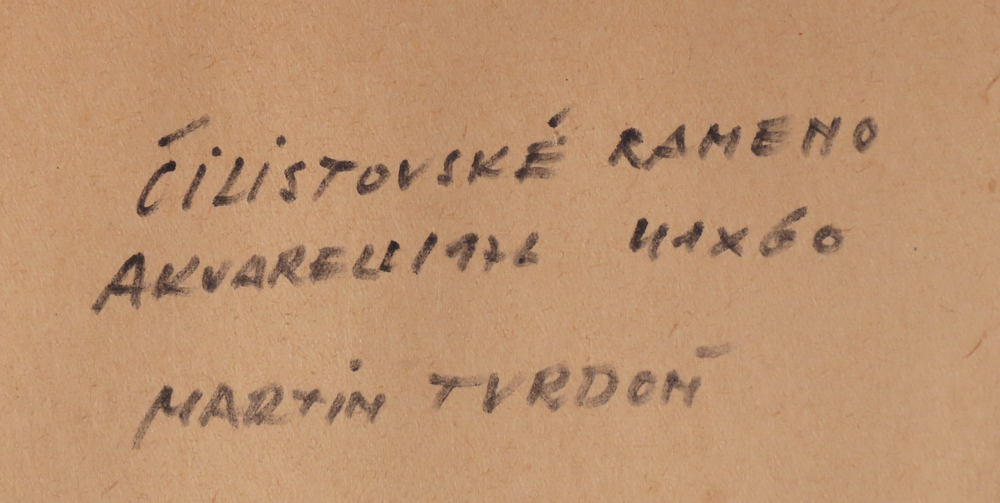 ČILISTOVSKÉ RAMENO
AKVAREL / 1976 41X60
MARTIN TVRDOŇ